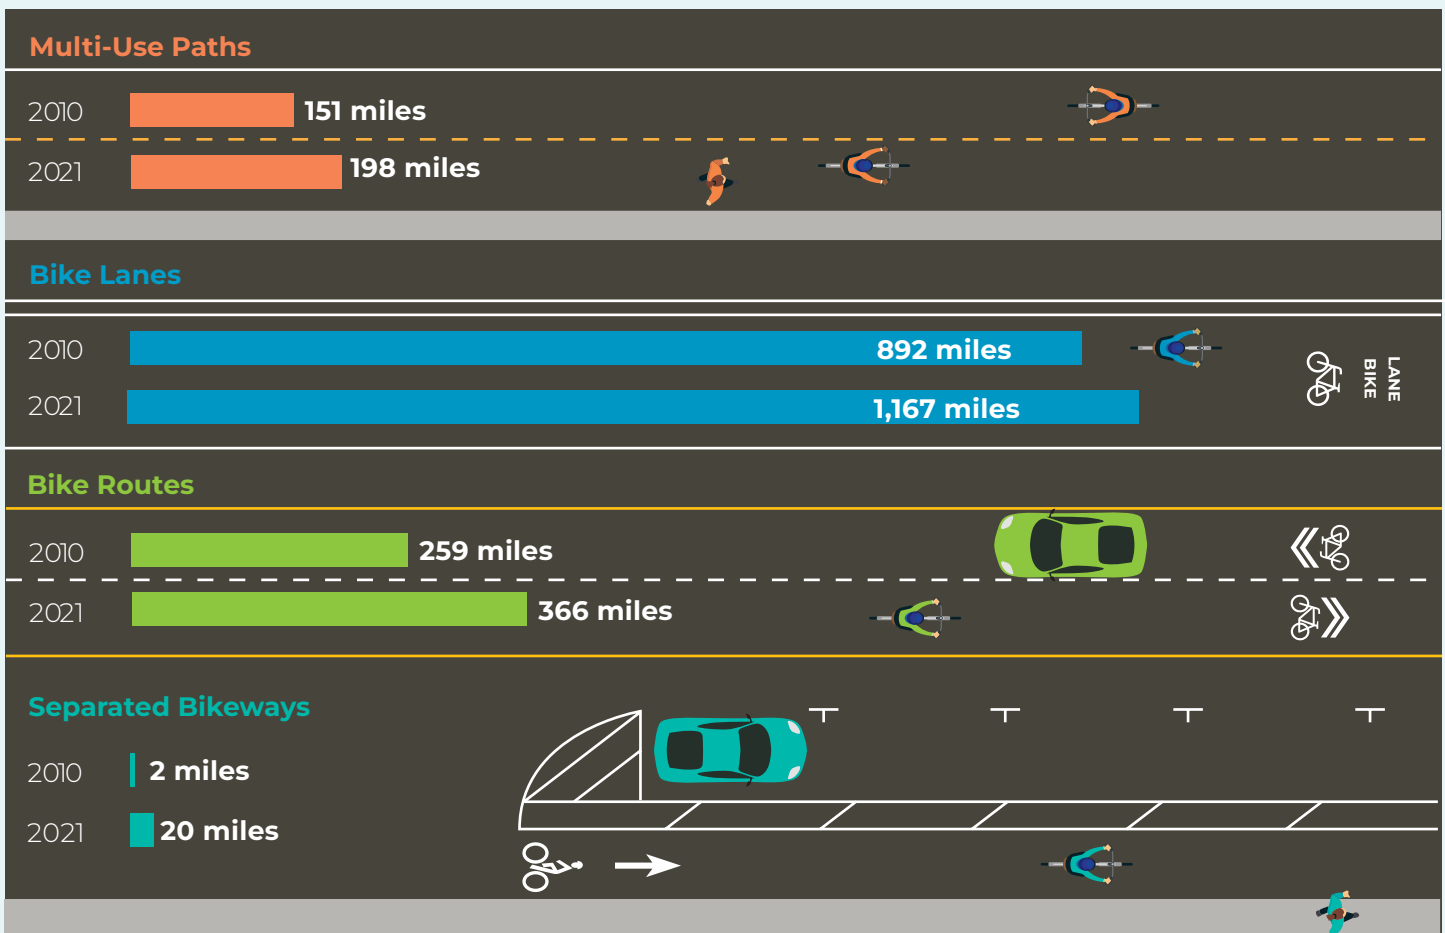 Multi-Use Paths
2010
151 miles
2021
198 miles
Bike Lanes
2010
892 miles
2021
1,167 miles
LANE
BIKE
Bike Routes
2010
259 miles
2021
366 miles
Separated Bikeways
2010
2 miles
2021
20 miles